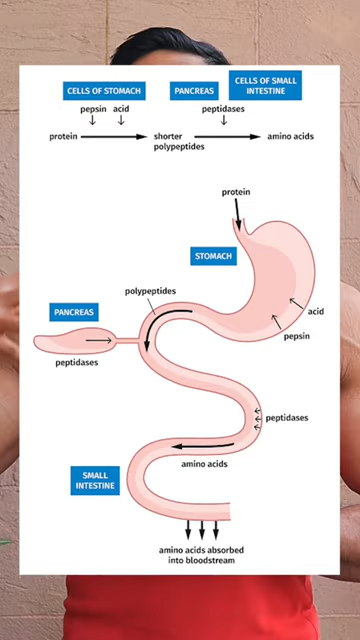 CELLS OF STOMACH
PANCREAS
CELLS OF SMALL
INTESTINE
pepsin acid
peptidases
protein
shorter
polypeptides
amino acids
protein
STOMACH
polypeptides
PANCREAS
acid
pepsin
peptidases
peptidases
amino acids
SMALL
INTESTINE
amino acids absorbed
into bloodstream